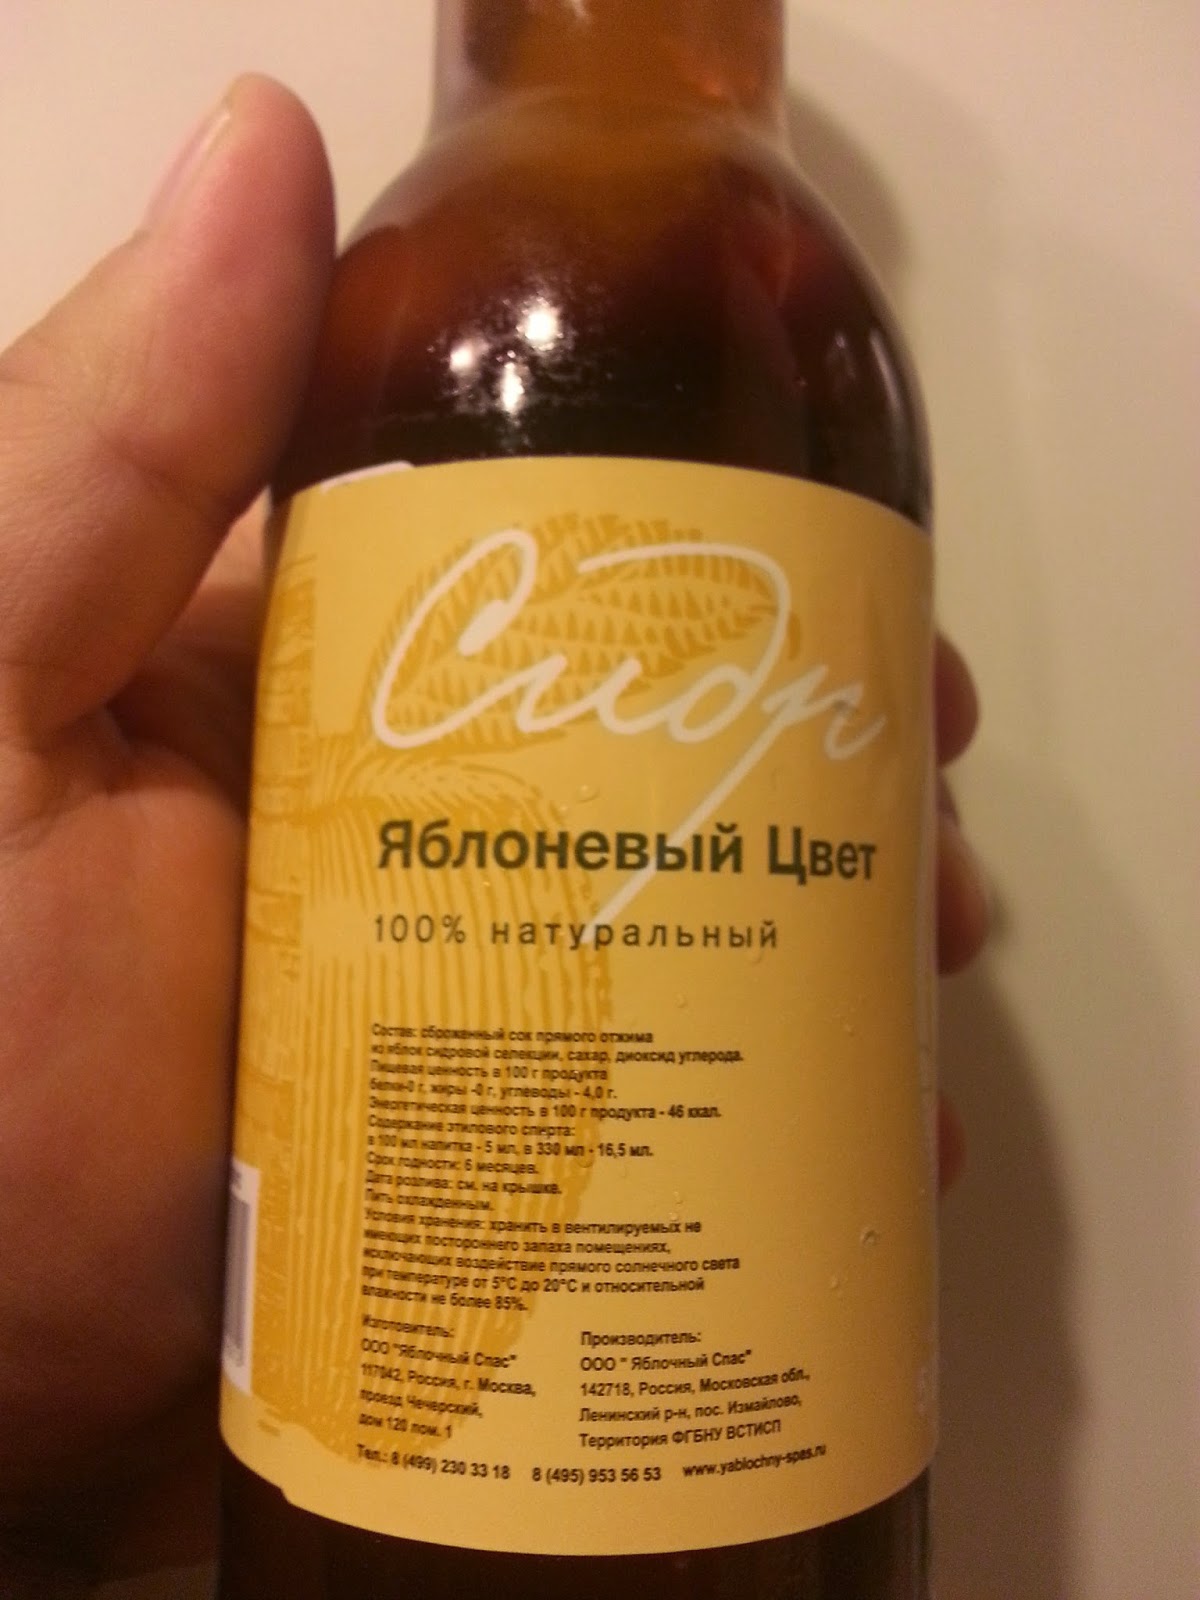 Сидр
Яблоневый Цвет
100% натуральный
Состав: сброженный сок прямого отжима
из яблок сидровой селекции, сахар, диоксид углерода.
Пищевая ценность в 100 г продукта
белки-0 г, жиры -0 г, углеводы - 4,0 г.
Энергетическая ценность в 100 г продукта - 46 ккал.
Содержание этилового спирта:
в 100 мл напитка - 5 мл, в 330 мл - 16,5 мл.
Срок годности: 6 месяцев.
Дата розлива: см. на крышке.
Пить охлажденным.
Условия хранения: хранить в вентилируемых не
имеющих постороннего запаха помещениях,
исключающих воздействие прямого солнечного света
при температуре от 5°С до 20°С и относительной
влажности не более 85%.
Изготовитель:
ООО "Яблочный Спас"
117042, Россия, г. Москва,
проезд Чечерский,
дом 120 пом. 1
Производитель:
ООО " Яблочный Спас"
142718, Россия, Московская обл.,
Ленинский р-н, пос. Измайлово,
Территория ФГБНУ ВСТИСП
Тел.: 8 (499) 230 33 18 8 (495) 953 56 53 www.yablochny-spas.ru